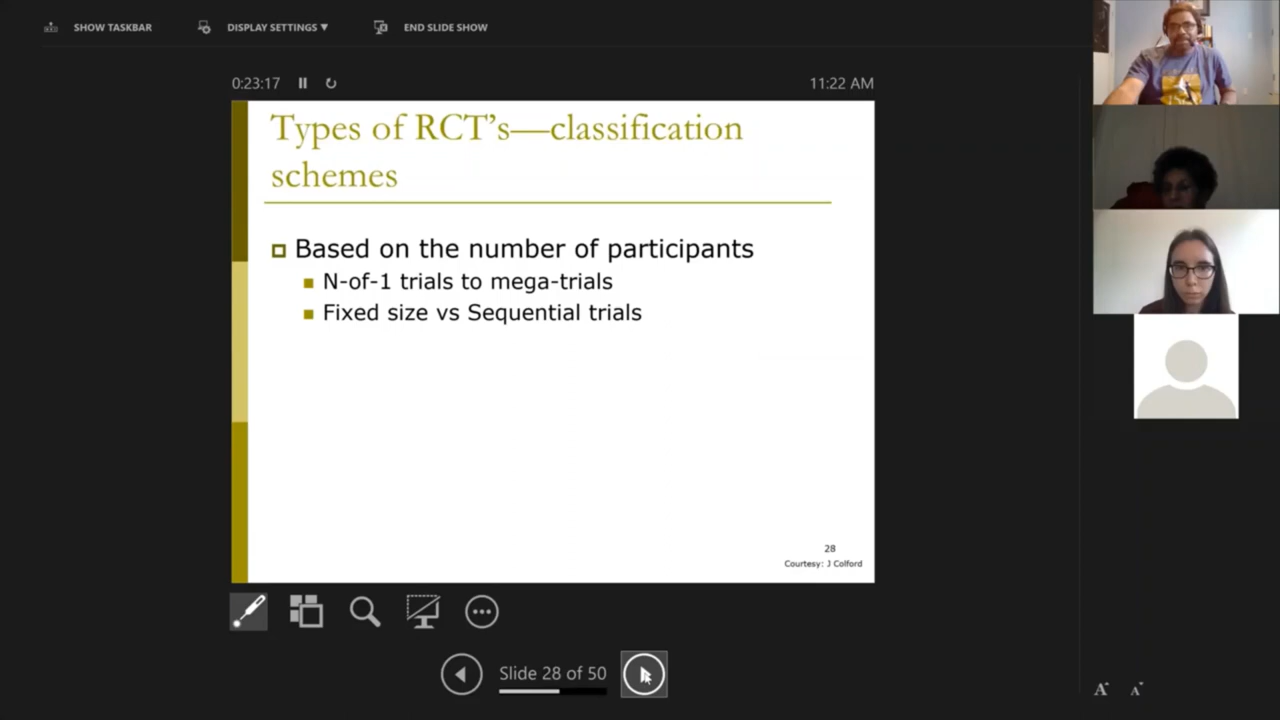 SHOW TASKBAR
DISPLAY SETTINGS ▼
END SLIDE SHOW
0:23:17
11:22 AM
Types of RCT's—classification
schemes
Based on the number of participants
N-of-1 trials to mega-trials
Fixed size vs Sequential trials
28
Courtesy: J Colford
Slide 28 of 50
A A